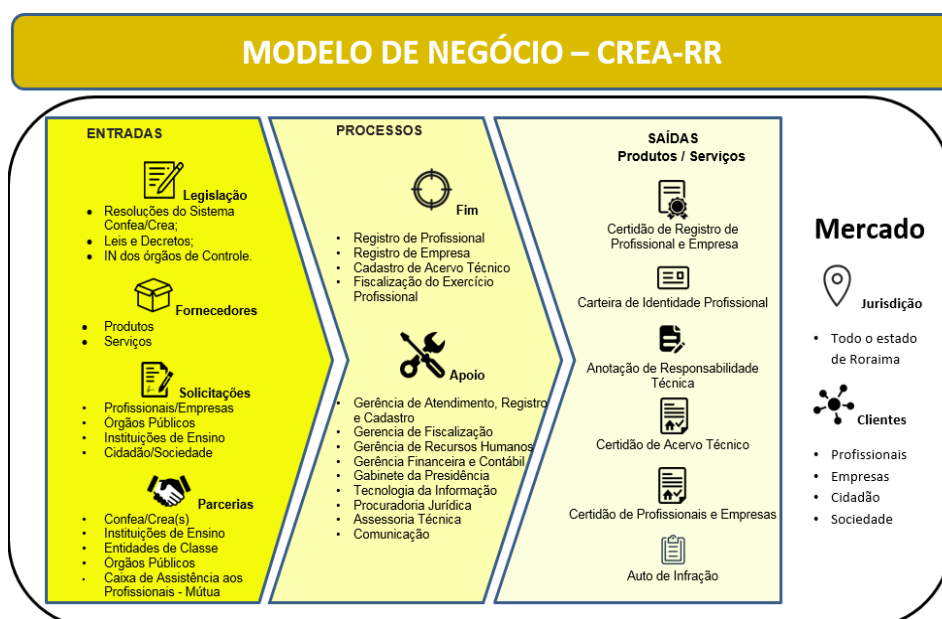 MODELO DE NEGÓCIO – CREA-RR
ENTRADAS
Legislação
• Resoluções do Sistema
Confea/Crea;
• Leis e Decretos;
• IN dos órgãos de Controle.
Fornecedores
• Produtos
• Serviços
Solicitações
• Profissionais/Empresas
• Órgãos Públicos
• Instituições de Ensino
• Cidadão/Sociedade
Parcerias
• Confea/Crea(s)
• Instituições de Ensino
• Entidades de Classe
• Órgãos Públicos
• Caixa de Assistência aos
Profissionais - Mútua
PROCESSOS
Fim
• Registro de Profissional
• Registro de Empresa
• Cadastro de Acervo Técnico
• Fiscalização do Exercício
Profissional
Apoio
• Gerência de Atendimento, Registro
e Cadastro
• Gerencia de Fiscalização
• Gerência de Recursos Humanos
• Gerência Financeira e Contábil
• Gabinete da Presidência
• Tecnologia da Informação
• Procuradoria Jurídica
• Assessoria Técnica
• Comunicação
SAÍDAS
Produtos / Serviços
Certidão de Registro de
Profissional e Empresa
Carteira de Identidade Profissional
Anotação de Responsabilidade
Técnica
Certidão de Acervo Técnico
Certidão de Profissionais e Empresas
Auto de Infração
Mercado
Jurisdição
• Todo o estado
de Roraima
Clientes
• Profissionais
• Empresas
• Cidadão
• Sociedade